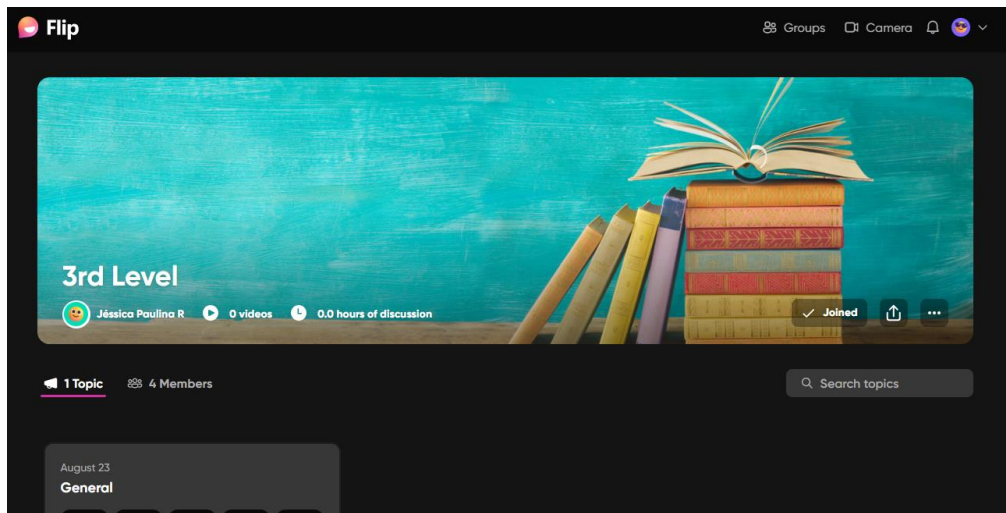 Flip
Groups Camera
3rd Level
Jéssica Paulina R 0 videos 0.0 hours of discussion
Joined
1 Topic 4 Members
Search topics
August 23
General